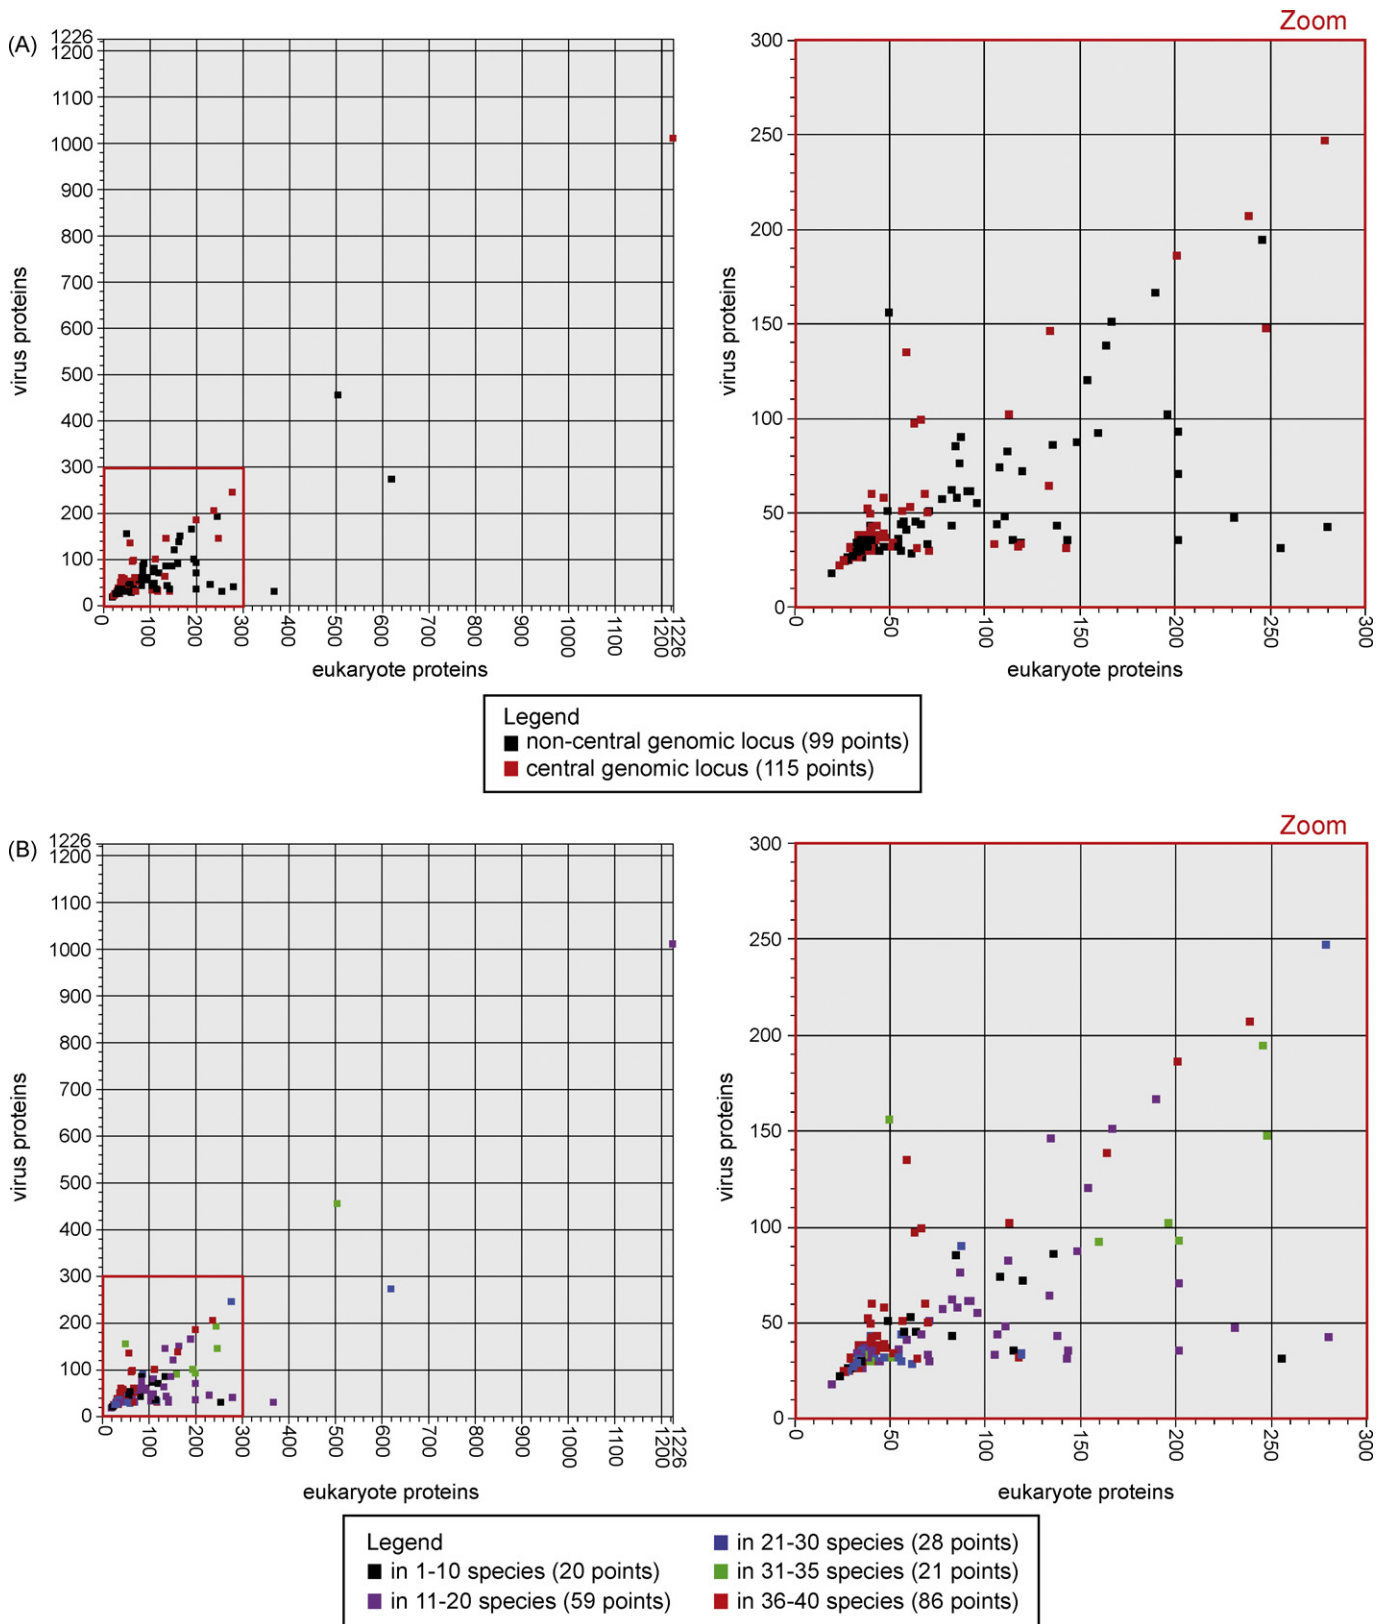 (A)
Zoom
1226
1200
1100
1000
900
800
700
600
500
400
300
200
100
0
virus proteins
0 100 200 300 400 500 600 700 800 900 1000 1100 1200 1226
eukaryote proteins
300
250
200
150
100
50
0
virus proteins
0 50 100 150 200 250 300
eukaryote proteins
Legend
non-central genomic locus (99 points)
central genomic locus (115 points)
(B)
Zoom
1226
1200
1100
1000
900
800
700
600
500
400
300
200
100
0
virus proteins
0 100 200 300 400 500 600 700 800 900 1000 1100 1200 1226
eukaryote proteins
300
250
200
150
100
50
0
virus proteins
0 50 100 150 200 250 300
eukaryote proteins
Legend
in 1-10 species (20 points)
in 11-20 species (59 points)
in 21-30 species (28 points)
in 31-35 species (21 points)
in 36-40 species (86 points)